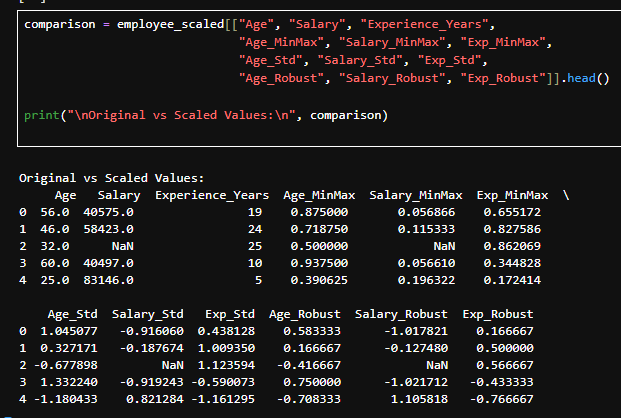 comparison = employee_scaled[["Age", "Salary", "Experience_Years",
"Age_MinMax", "Salary_MinMax", "Exp_MinMax",
"Age_Std", "Salary_Std", "Exp_Std",
"Age_Robust", "Salary_Robust", "Exp_Robust"]].head()
print("\nOriginal vs Scaled Values:\n", comparison)
Original vs Scaled Values:
Age Salary Experience_Years Age_MinMax Salary_MinMax Exp_MinMax \
0 56.0 40575.0 19 0.875000 0.056866 0.655172
1 46.0 58423.0 24 0.718750 0.115333 0.827586
2 32.0 NaN 25 0.500000 NaN 0.862069
3 60.0 40497.0 10 0.937500 0.056610 0.344828
4 25.0 83146.0 5 0.390625 0.196322 0.172414
Age_Std Salary_Std Exp_Std Age_Robust Salary_Robust Exp_Robust
0 1.045077 -0.916060 0.438128 0.583333 -1.017821 0.166667
1 0.327171 -0.187674 1.009350 0.166667 -0.127480 0.500000
2 -0.677898 NaN 1.123594 -0.416667 NaN 0.566667
3 1.332240 -0.919243 -0.590073 0.750000 -1.021712 -0.433333
4 -1.180433 0.821284 -1.161295 -0.708333 1.105818 -0.766667